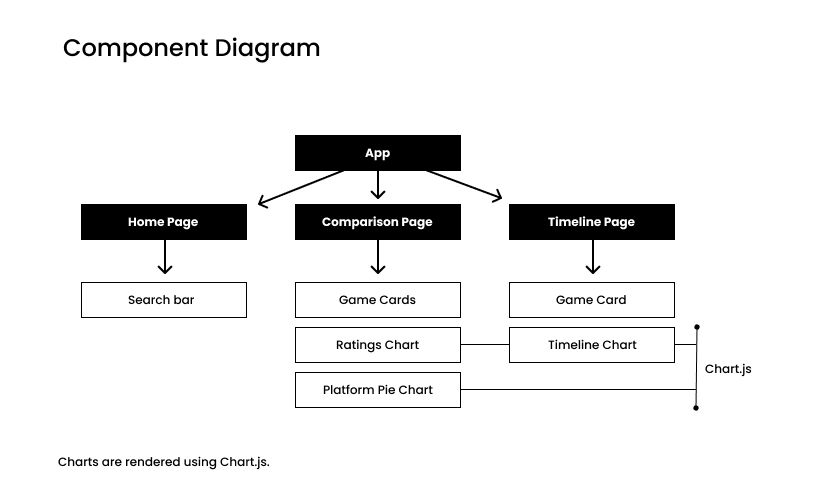 Component Diagram
App
Home Page
Comparison Page
Timeline Page
Search bar
Game Cards
Game Card
Ratings Chart
Timeline Chart
Chart.js
Platform Pie Chart
Charts are rendered using Chart.js.